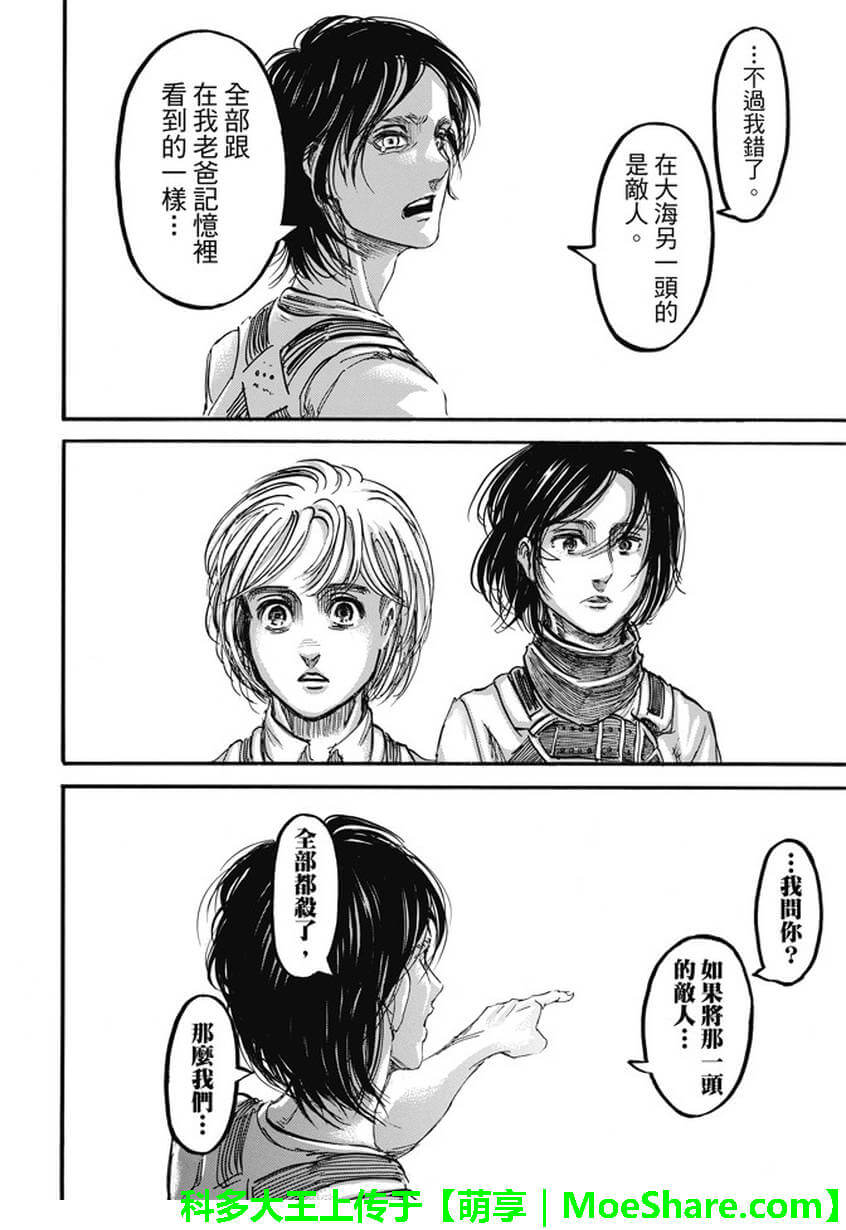 …不過我錯了。
在大海另一頭的
是敵人。
全部跟
在我老爸記憶裡
看到的一樣…
…我問你？
如果將那一頭
的敵人…
全部都殺了，
那麼我們…
科多大王上传于【萌享｜MoeShare.com】